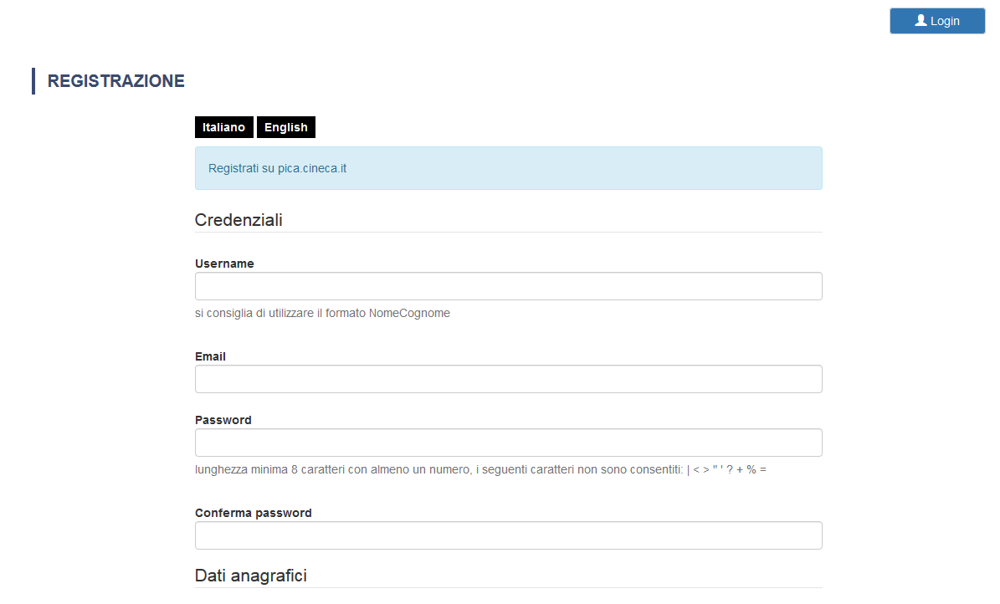 Login
REGISTRAZIONE
Italiano English
Registrati su pica.cineca.it
Credenziali
Username
si consiglia di utilizzare il formato NomeCognome
Email
Password
lunghezza minima 8 caratteri con almeno un numero, i seguenti caratteri non sono consentiti: | < > " ' ? + % =
Conferma password
Dati anagrafici